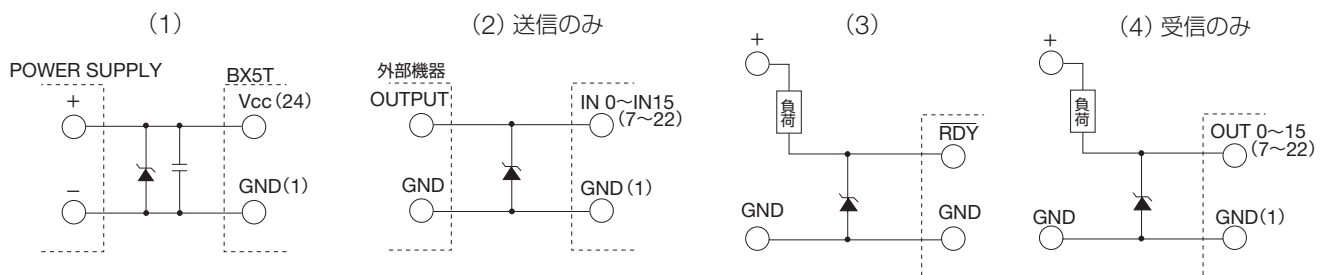 (1)
POWER SUPPLY
BX5T
+
Vcc(24)
−
GND(1)
(2) 送信のみ
外部機器
OUTPUT
IN 0～IN15
(7～22)
GND
GND(1)
(3)
+
負荷
RDY
GND
GND
(4) 受信のみ
+
負荷
OUT 0～15
(7～22)
GND
GND(1)